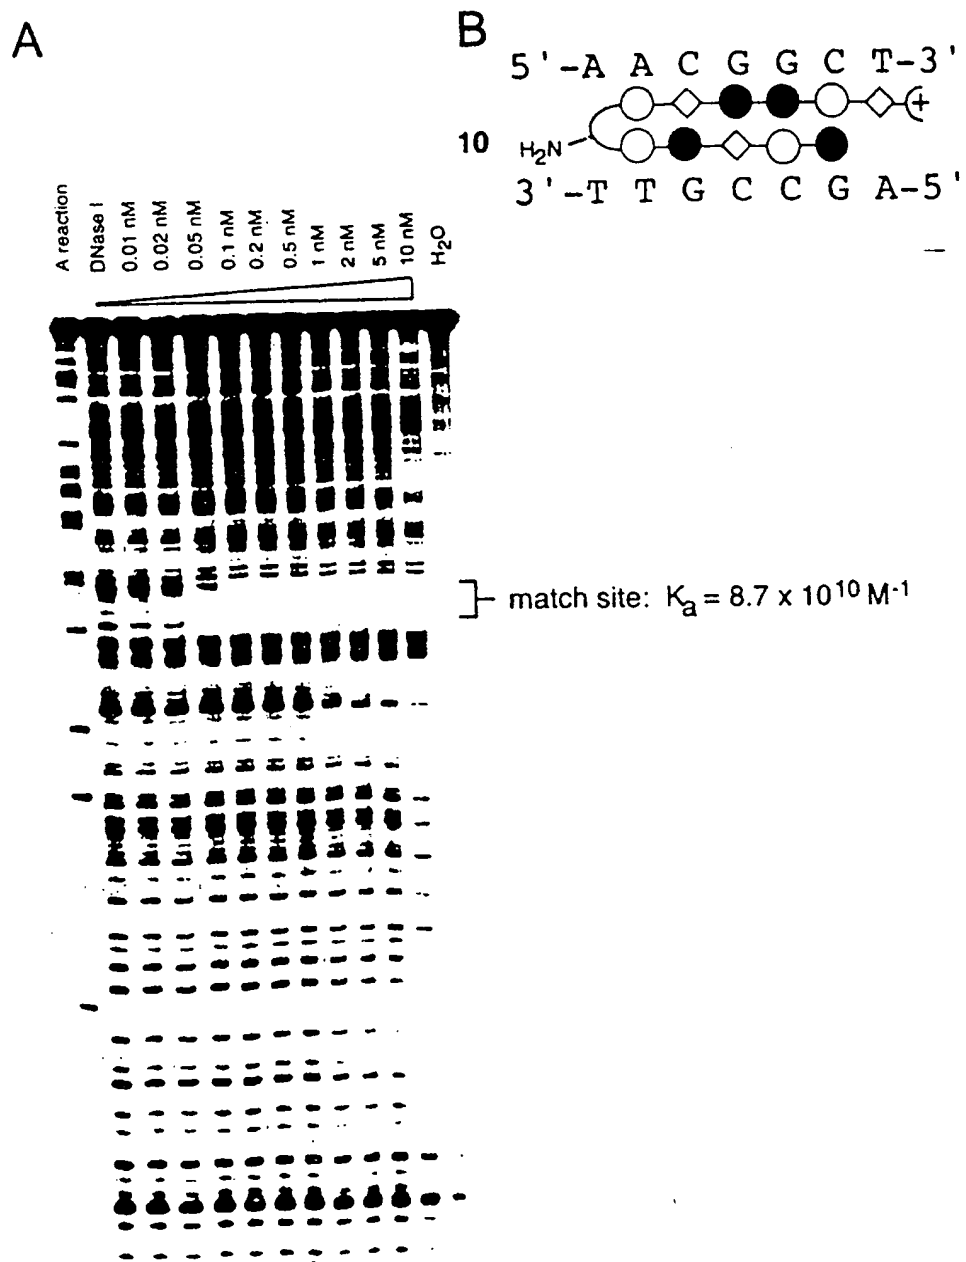 A
B
5'-A A C G G C T-3'
+
10
H₂N
3'-T T G C C G A-5'
A reaction
DNase I
0.01 nM
0.02 nM
0.05 nM
0.1 nM
0.2 nM
0.5 nM
1 nM
2 nM
5 nM
10 nM
H₂O
match site: Kₐ = 8.7 x 10¹⁰ M⁻¹